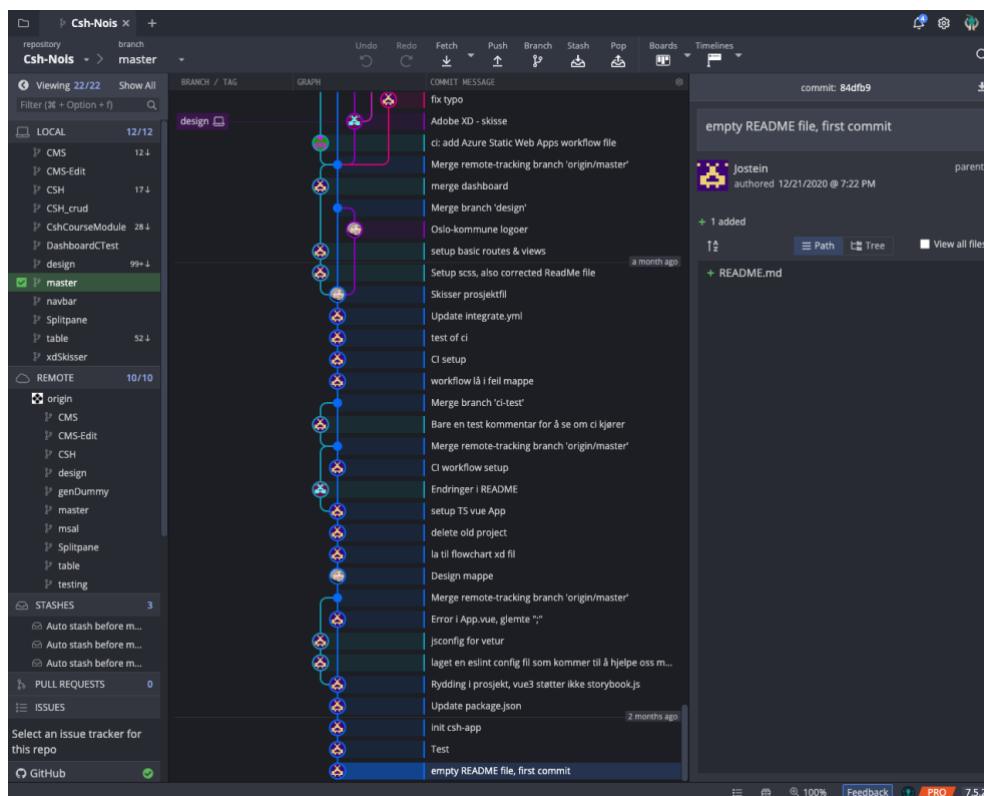 Csh-Nois × +
repository
Csh-Nols
branch
master
Undo
Redo
Fetch
Push
Branch
Stash
Pop
Boards
Timelines
Viewing 22/22 Show All
Filter (⌘ + Option + f)
LOCAL 12/12
CMS 12↓
CMS-Edit
CSH 17↓
CSH_crud
CshCourseModule 28↓
DashboardCTest
design 99+↓
master
navbar
Splitpane
table 52↓
xdSkisser
REMOTE 10/10
origin
CMS
CMS-Edit
CSH
design
genDummy
master
msal
Splitpane
table
testing
STASHES 3
Auto stash before m...
Auto stash before m...
Auto stash before m...
PULL REQUESTS 0
ISSUES
Select an issue tracker for
this repo
GitHub
BRANCH / TAG
GRAPH
COMMIT MESSAGE
fix typo
design
Adobe XD - skisse
ci: add Azure Static Web Apps workflow file
Merge remote-tracking branch 'origin/master'
merge dashboard
Merge branch 'design'
Oslo-kommune logoer
setup basic routes & views
a month ago
Setup scss, also corrected ReadMe file
Skisser prosjektfil
Update integrate.yml
test of ci
CI setup
workflow lå i feil mappe
Merge branch 'ci-test'
Bare en test kommentar for å se om ci kjører
Merge remote-tracking branch 'origin/master'
CI workflow setup
Endringer i README
setup TS vue App
delete old project
la til flowchart xd fil
Design mappe
Merge remote-tracking branch 'origin/master'
Error i App.vue, glemte ";"
jsconfig for vetur
laget en eslint config fil som kommer til å hjelpe oss m...
Rydding i prosjekt, vue3 støtter ikke storybook.js
Update package.json
2 months ago
init csh-app
Test
empty README file, first commit
commit: 84dfb9
empty README file, first commit
Jostein
authored 12/21/2020 @ 7:22 PM
parent
+ 1 added
Path
Tree
View all files
+ README.md
100%
Feedback
PRO
7.5.